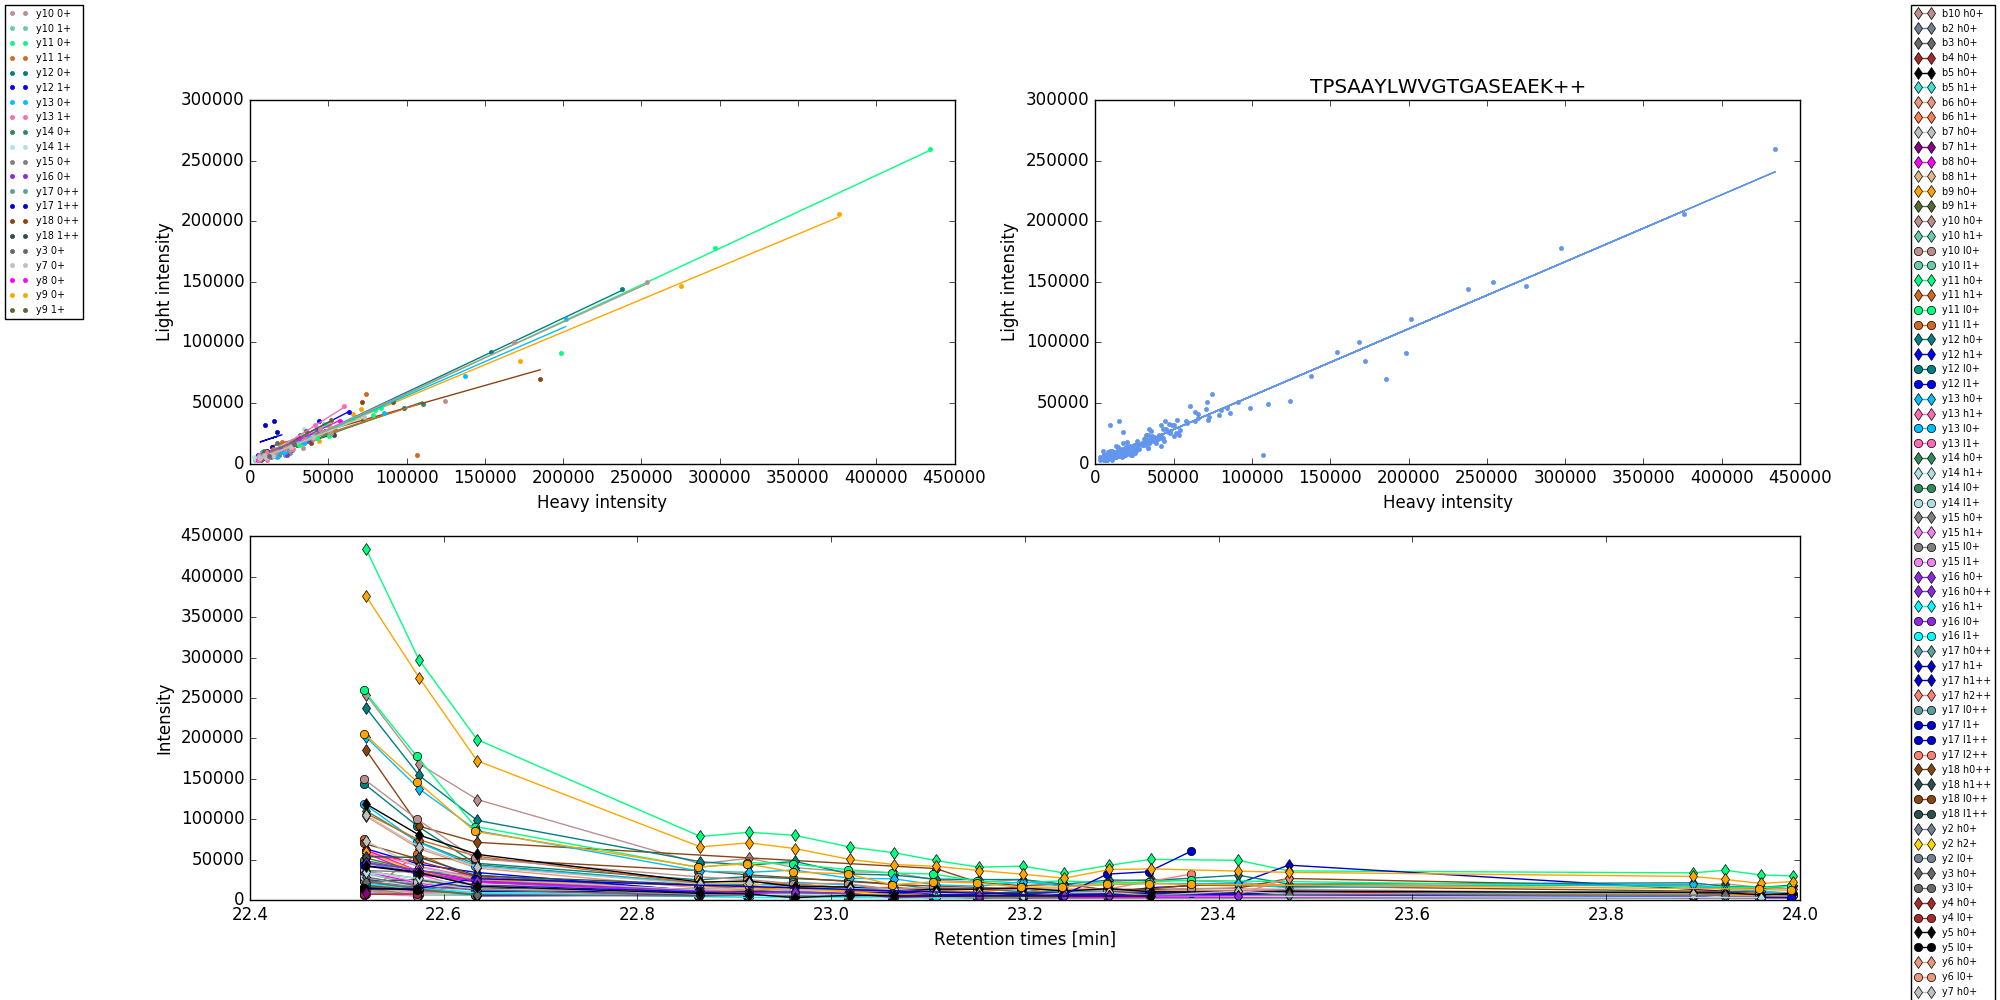 y10 0+
y10 1+
y11 0+
y11 1+
y12 0+
y12 1+
y13 0+
y13 1+
y14 0+
y14 1+
y15 0+
y16 0+
y17 0++
y17 1++
y18 0++
y18 1++
y3 0+
y7 0+
y8 0+
y9 0+
y9 1+
300000
250000
200000
150000
100000
50000
0
Light intensity
0 50000 100000 150000 200000 250000 300000 350000 400000 450000
Heavy intensity
TPSAAYLWVGTGASEAEK++
300000
250000
200000
150000
100000
50000
0
Light intensity
0 50000 100000 150000 200000 250000 300000 350000 400000 450000
Heavy intensity
450000
400000
350000
300000
250000
200000
150000
100000
50000
0
Intensity
22.4 22.6 22.8 23.0 23.2 23.4 23.6 23.8 24.0
Retention times [min]
b10 h0+
b2 h0+
b3 h0+
b4 h0+
b5 h0+
b5 h1+
b6 h0+
b6 h1+
b7 h0+
b7 h1+
b8 h0+
b8 h1+
b9 h0+
b9 h1+
y10 h0+
y10 h1+
y10 l0+
y10 l1+
y11 h0+
y11 h1+
y11 l0+
y11 l1+
y12 h0+
y12 h1+
y12 l0+
y12 l1+
y13 h0+
y13 h1+
y13 l0+
y13 l1+
y14 h0+
y14 h1+
y14 l0+
y14 l1+
y15 h0+
y15 h1+
y15 l0+
y15 l1+
y16 h0+
y16 h0++
y16 h1+
y16 l0+
y16 l1+
y17 h0++
y17 h1+
y17 h1++
y17 h2++
y17 l0++
y17 l1+
y17 l1++
y17 l2++
y18 h0++
y18 h1++
y18 l0++
y18 l1++
y2 h0+
y2 h2+
y2 l0+
y3 h0+
y3 l0+
y4 h0+
y4 l0+
y5 h0+
y5 l0+
y6 h0+
y6 l0+
y7 h0+